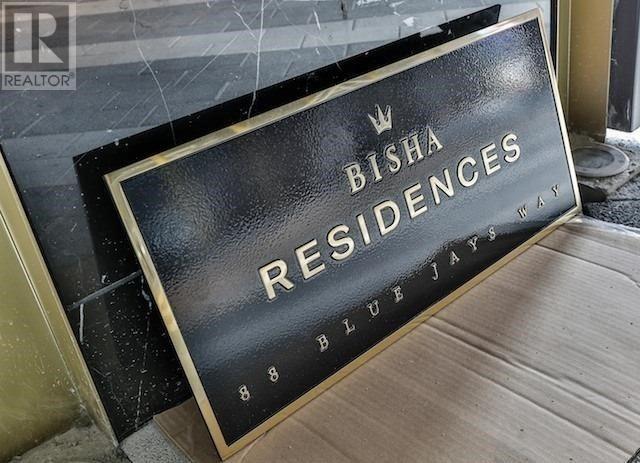 R
REALTOR®
BISHA
RESIDENCES
88 BLUE JAYS WAY